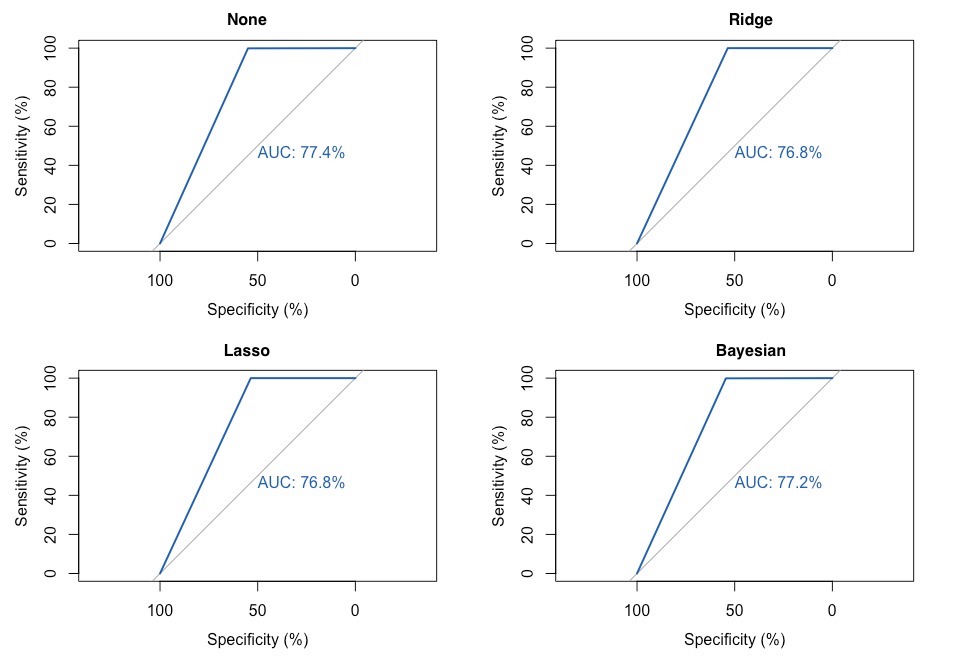 None
Sensitivity (%)
100
80
60
40
20
0
AUC: 77.4%
100 50 0
Specificity (%)
Ridge
Sensitivity (%)
100
80
60
40
20
0
AUC: 76.8%
100 50 0
Specificity (%)
Lasso
Sensitivity (%)
100
80
60
40
20
0
AUC: 76.8%
100 50 0
Specificity (%)
Bayesian
Sensitivity (%)
100
80
60
40
20
0
AUC: 77.2%
100 50 0
Specificity (%)